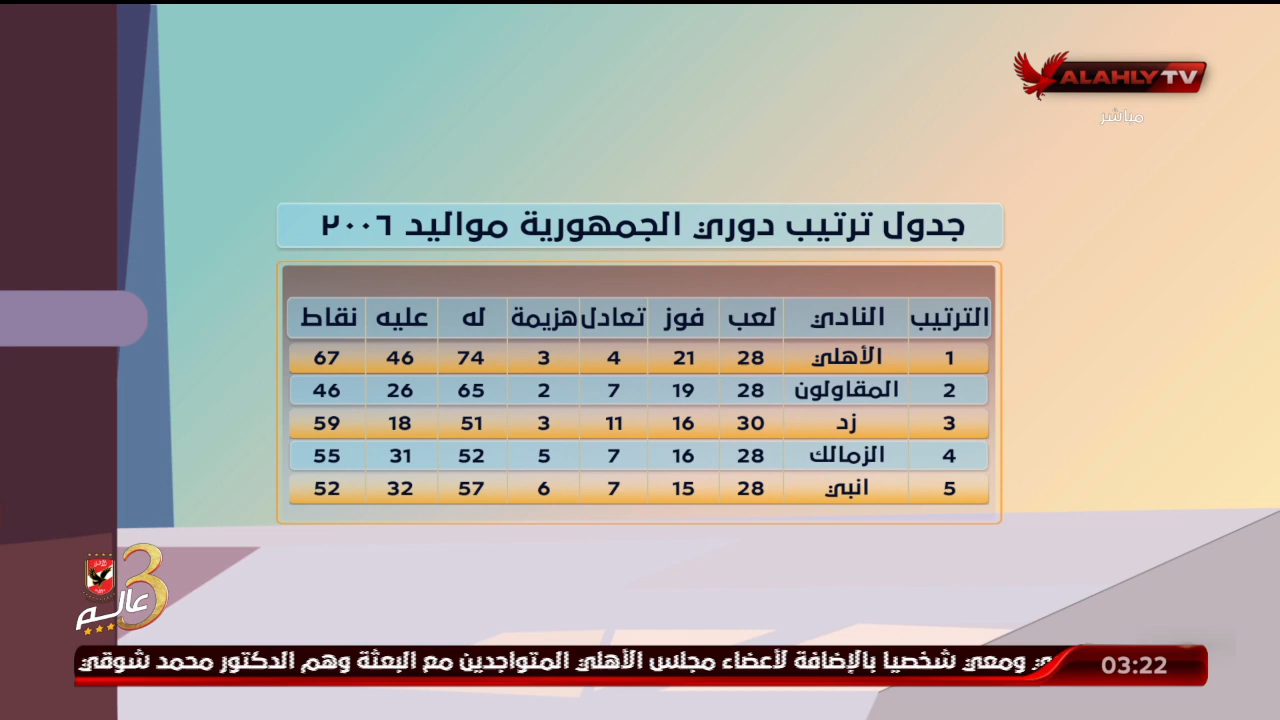 ALAHLY TV
مباشر
جدول ترتيب دوري الجمهورية مواليد ٢٠٠٦
الترتيب النادي لعب فوز تعادل هزيمة له عليه نقاط
1 الأهلي 28 21 4 3 74 46 67
2 المقاولون 28 19 7 2 65 26 46
3 زد 30 16 11 3 51 18 59
4 الزمالك 28 16 7 5 52 31 55
5 انبي 28 15 7 6 57 32 52
3 عالم
03:22
ي ومعي شخصيا بالإضافة لأعضاء مجلس الأهلي المتواجدين مع البعثة وهم الدكتور محمد شوقي